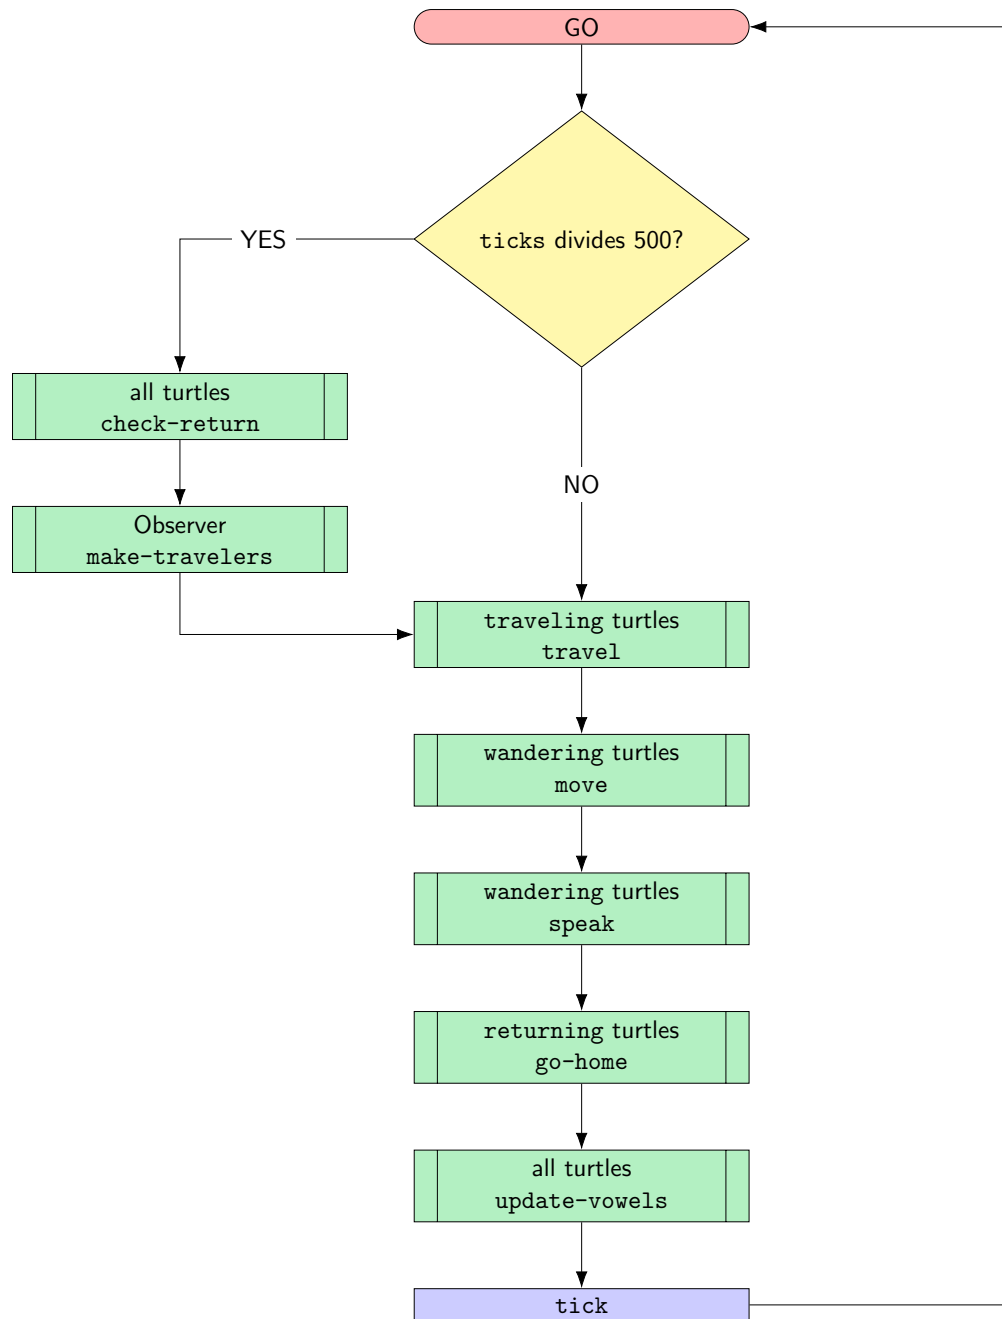 GO
ticks divides 500?
YES
all turtles
check-return
NO
Observer
make-travelers
traveling turtles
travel
wandering turtles
move
wandering turtles
speak
returning turtles
go-home
all turtles
update-vowels
tick